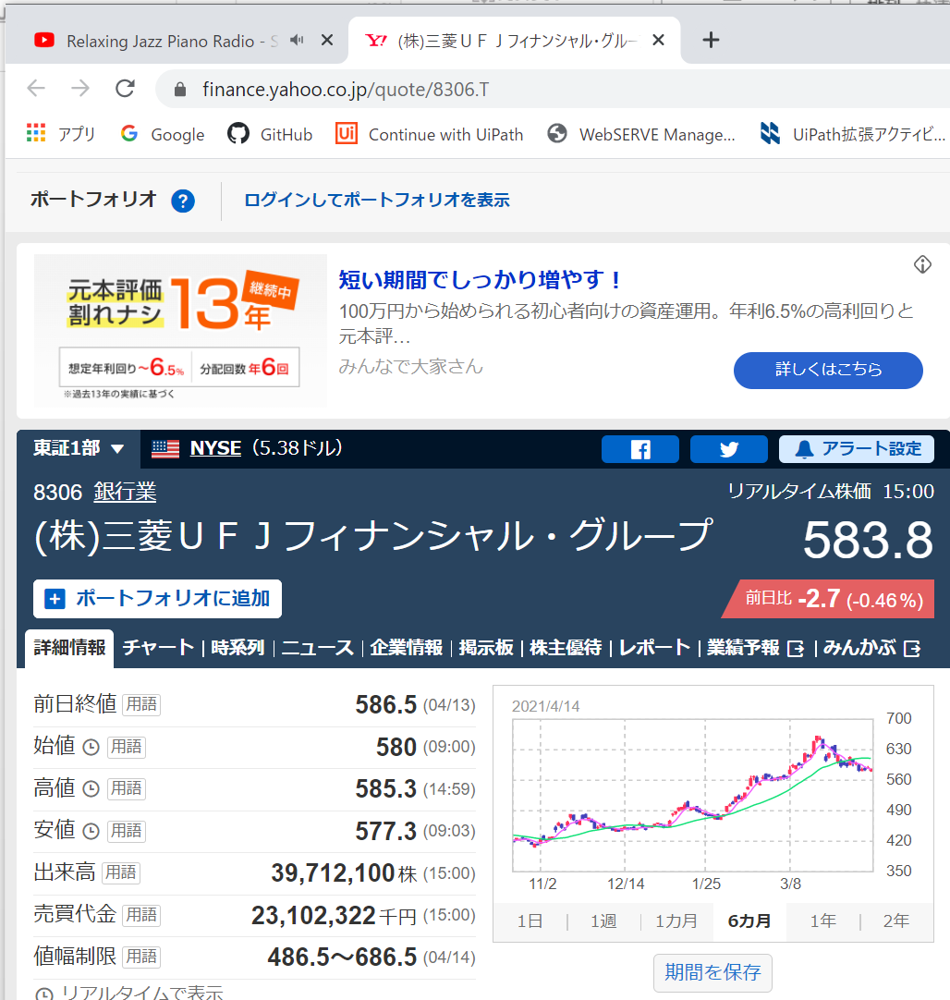 Relaxing Jazz Piano Radio - S
Y! (株)三菱ＵＦＪフィナンシャル・グルー
finance.yahoo.co.jp/quote/8306.T
アプリ Google GitHub Ui Continue with UiPath WebSERVE Manage... UiPath拡張アクティビ...
ポートフォリオ ? ログインしてポートフォリオを表示
元本評価
割れナシ
13年
継続中
想定年利回り～6.5% 分配回数 年6回
※過去13年の実績に基づく
短い期間でしっかり増やす！
100万円から始められる初心者向けの資産運用。年利6.5%の高利回りと
元本評…
みんなで大家さん
詳しくはこちら
東証1部 ▼ NYSE（5.38ドル） アラート設定
8306 銀行業 リアルタイム株価 15:00
(株)三菱ＵＦＪフィナンシャル・グループ 583.8
+ ポートフォリオに追加 前日比 -2.7 (-0.46%)
詳細情報 チャート | 時系列 | ニュース | 企業情報 | 掲示板 | 株主優待 | レポート | 業績予報 | みんかぶ
前日終値 用語 586.5 (04/13)
始値 用語 580 (09:00)
高値 用語 585.3 (14:59)
安値 用語 577.3 (09:03)
出来高 用語 39,712,100株 (15:00)
売買代金 用語 23,102,322千円 (15:00)
値幅制限 用語 486.5～686.5 (04/14)
リアルタイムで表示
2021/4/14
700
630
560
490
420
350
11/2 12/14 1/25 3/8
1日 | 1週 | 1カ月 6カ月 1年 | 2年
期間を保存